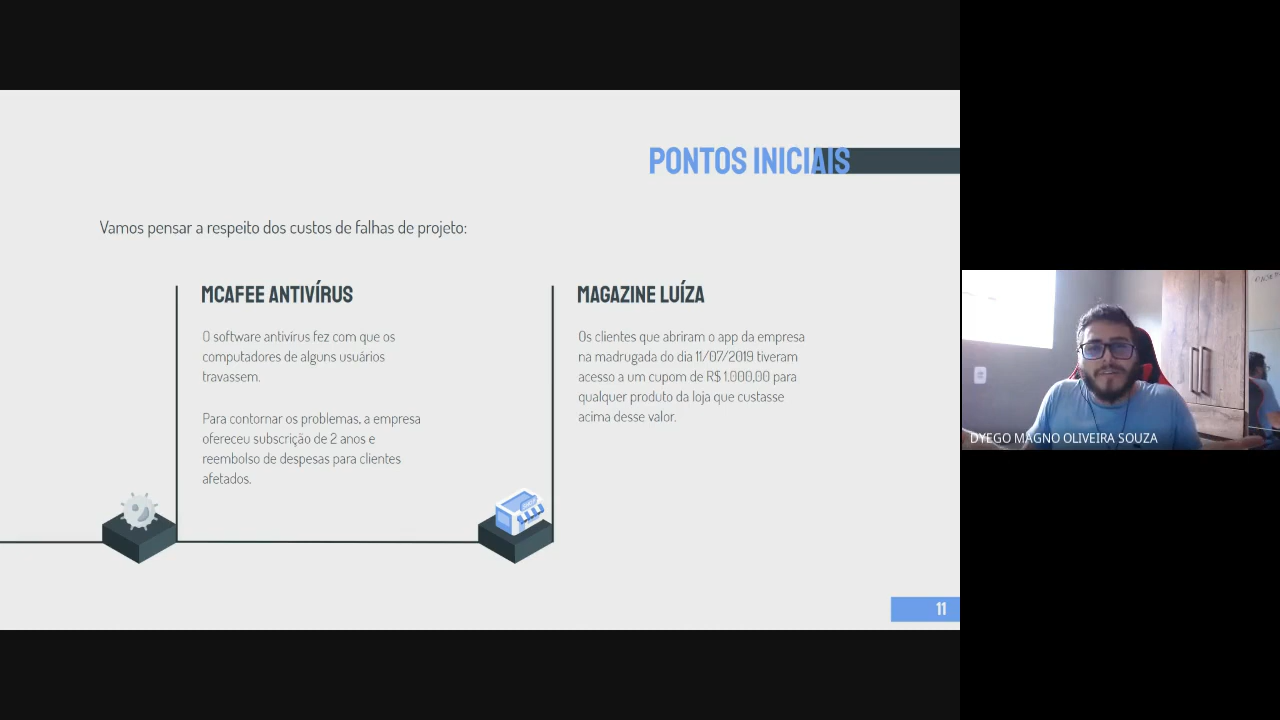 PONTOS INICIAIS
Vamos pensar a respeito dos custos de falhas de projeto:
MCAFEE ANTIVÍRUS
O software antivírus fez com que os
computadores de alguns usuários
travassem.
Para contornar os problemas, a empresa
ofereceu subscrição de 2 anos e
reembolso de despesas para clientes
afetados.
MAGAZINE LUÍZA
Os clientes que abriram o app da empresa
na madrugada do dia 11/07/2019 tiveram
acesso a um cupom de R$ 1.000,00 para
qualquer produto da loja que custasse
acima desse valor.
11
DYEGO MAGNO OLIVEIRA SOUZA